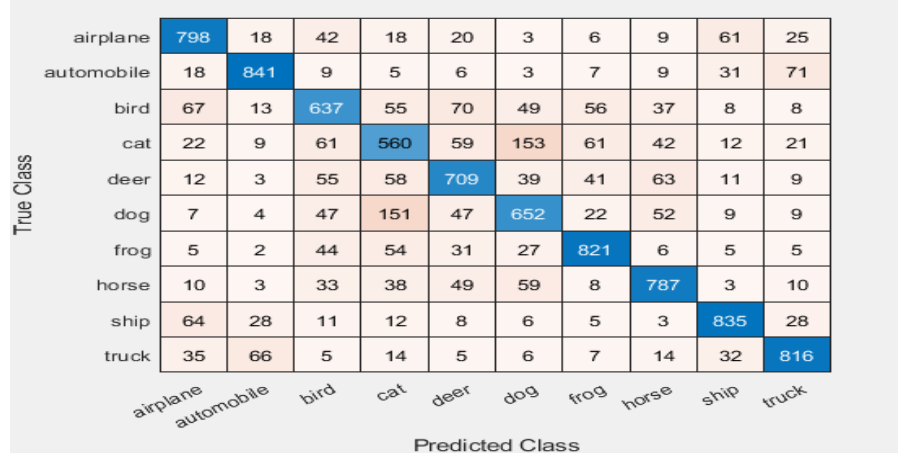 airplane 798 18 42 18 20 3 6 9 61 25
automobile 18 841 9 5 6 3 7 9 31 71
bird 67 13 637 55 70 49 56 37 8 8
cat 22 9 61 560 59 153 61 42 12 21
deer 12 3 55 58 709 39 41 63 11 9
dog 7 4 47 151 47 652 22 52 9 9
frog 5 2 44 54 31 27 821 6 5 5
horse 10 3 33 38 49 59 8 787 3 10
ship 64 28 11 12 8 6 5 3 835 28
truck 35 66 5 14 5 6 7 14 32 816
True Class
airplane automobile bird cat deer dog frog horse ship truck
Predicted Class